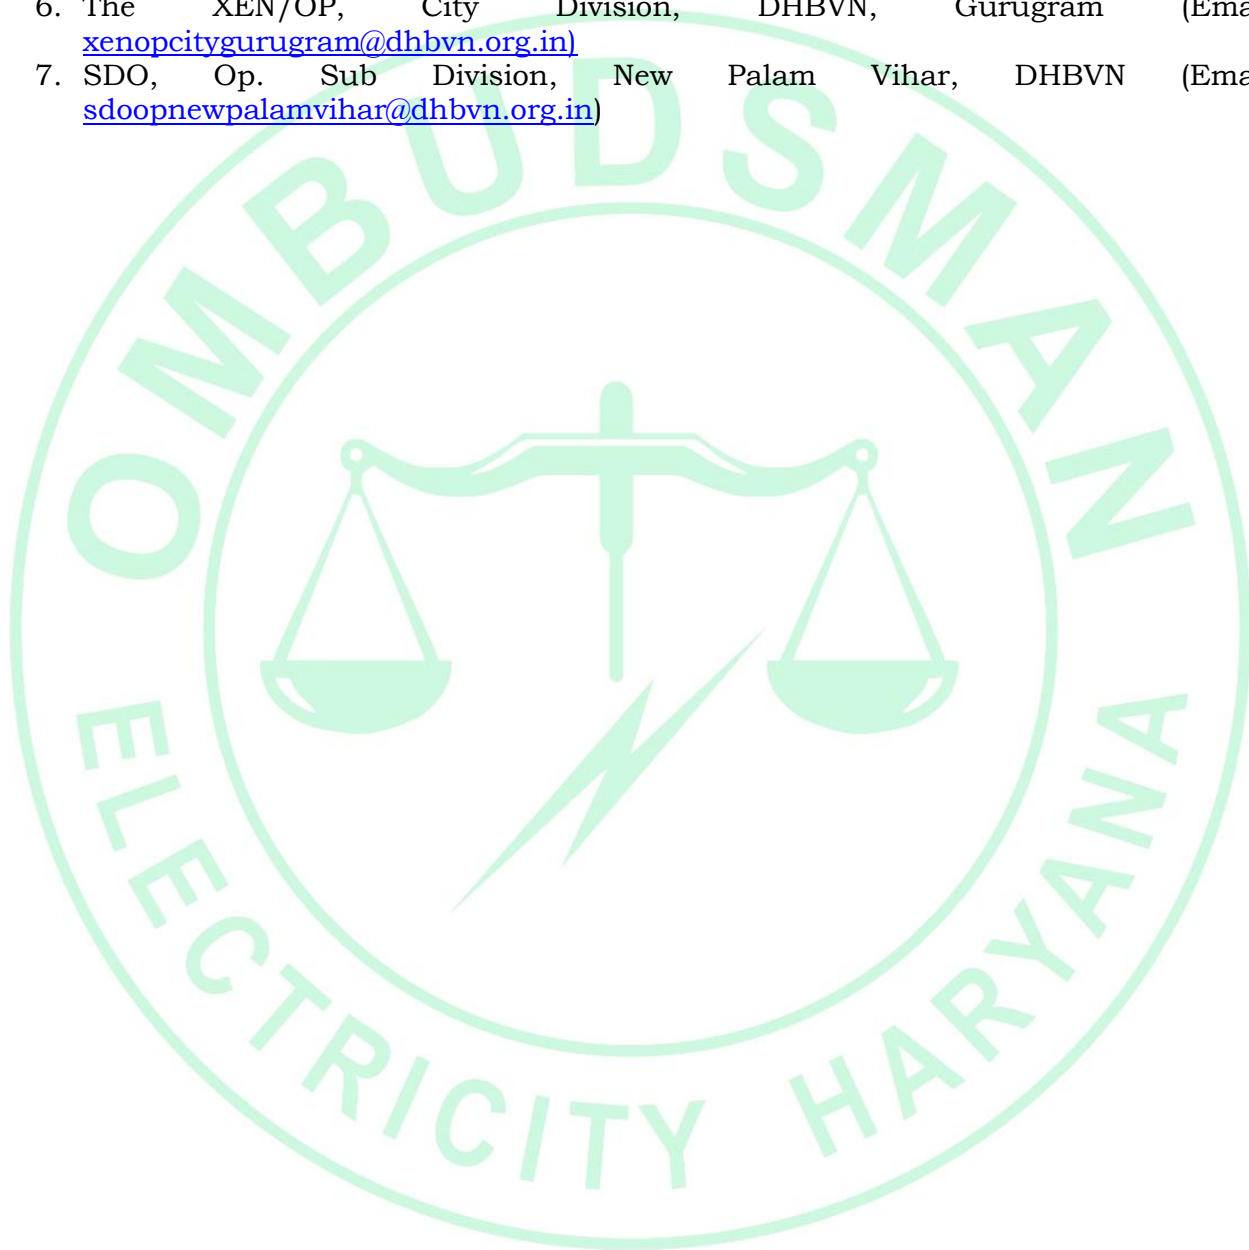 6. The XEN/OP, City Division, DHBVN, Gurugram (Ema
xenopcitygurugram@dhbvn.org.in)
7. SDO, Op. Sub Division, New Palam Vihar, DHBVN (Ema
sdoopnewpalamvihar@dhbvn.org.in)
OMBUDSMAN
ELECTRICITY HARYANA